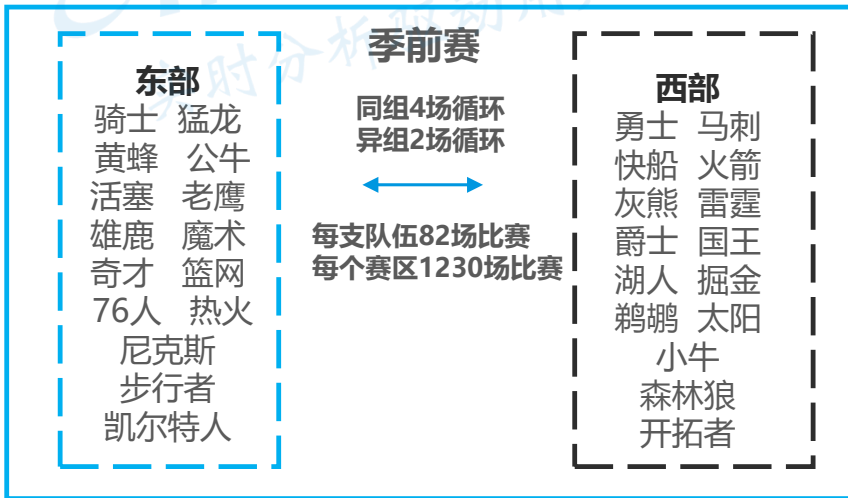 季前赛
东部
骑士 猛龙
黄蜂 公牛
活塞 老鹰
雄鹿 魔术
奇才 篮网
76人 热火
尼克斯
步行者
凯尔特人
同组4场循环
异组2场循环
每支队伍82场比赛
每个赛区1230场比赛
西部
勇士 马刺
快船 火箭
灰熊 雷霆
爵士 国王
湖人 掘金
鹈鹕 太阳
小牛
森林狼
开拓者